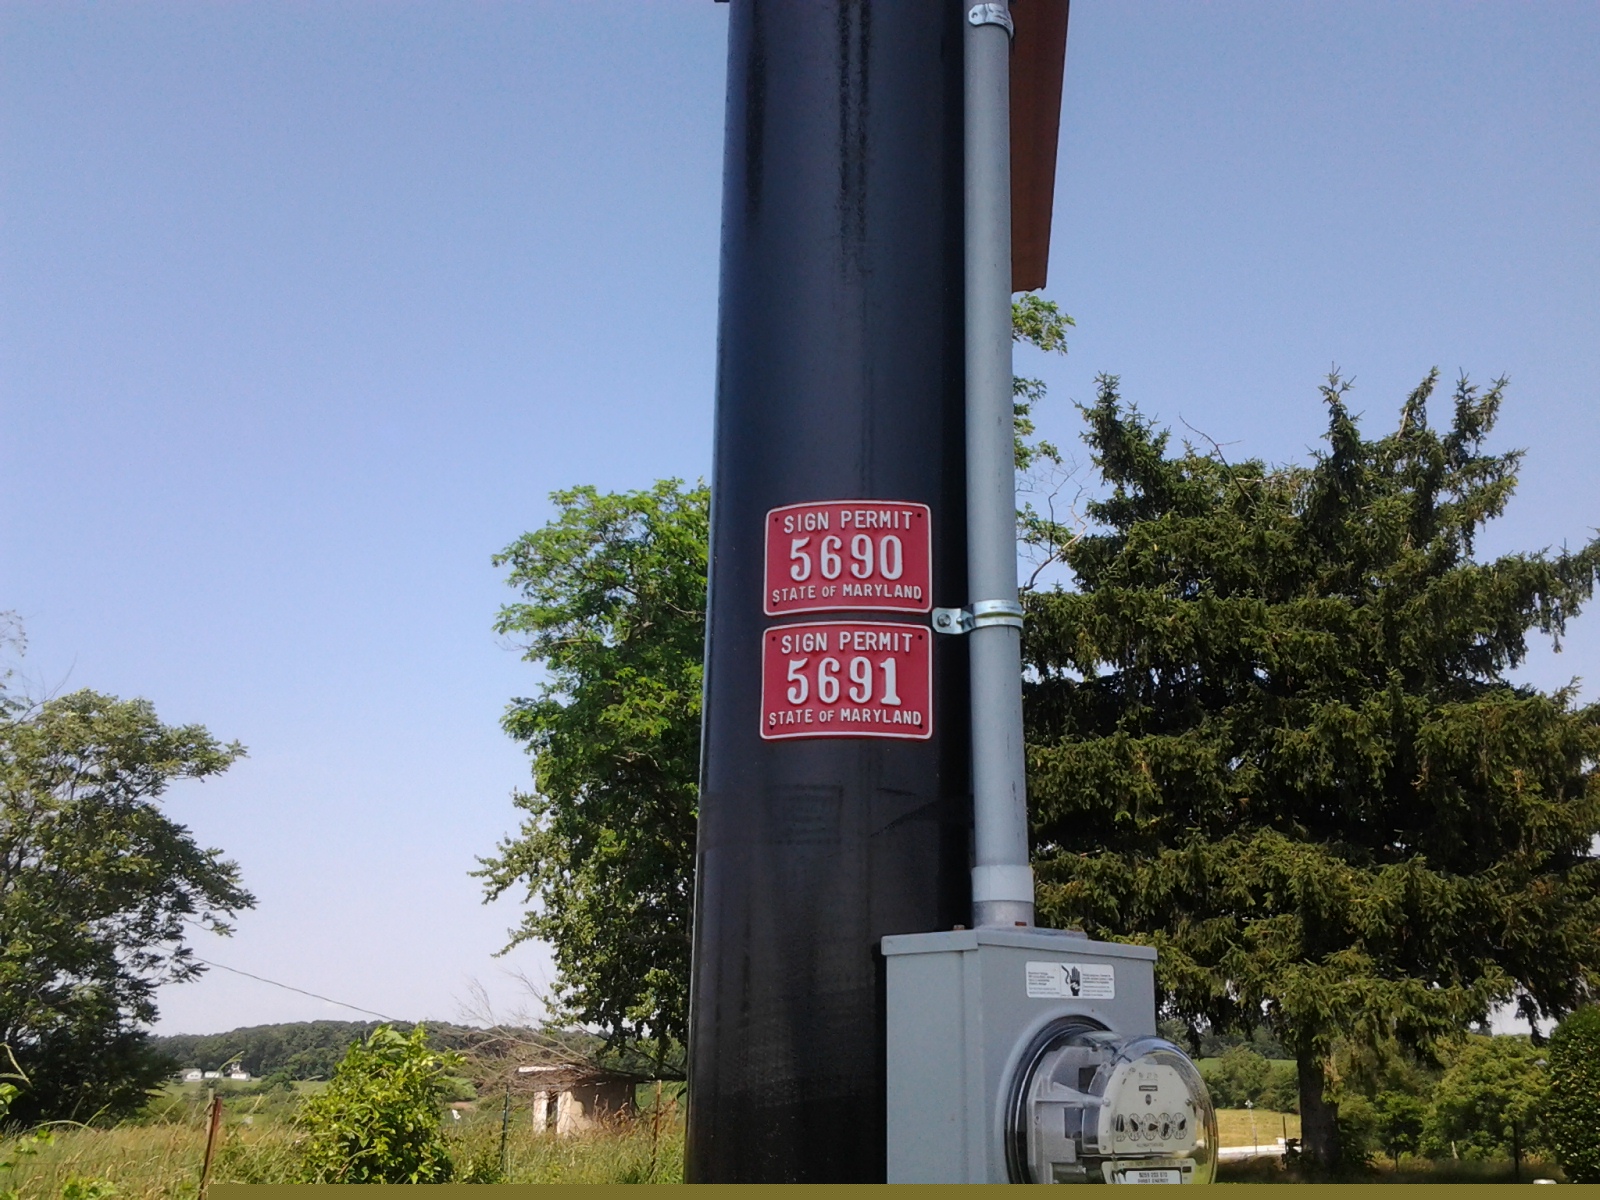 SIGN PERMIT
5690
STATE OF MARYLAND
SIGN PERMIT
5691
STATE OF MARYLAND